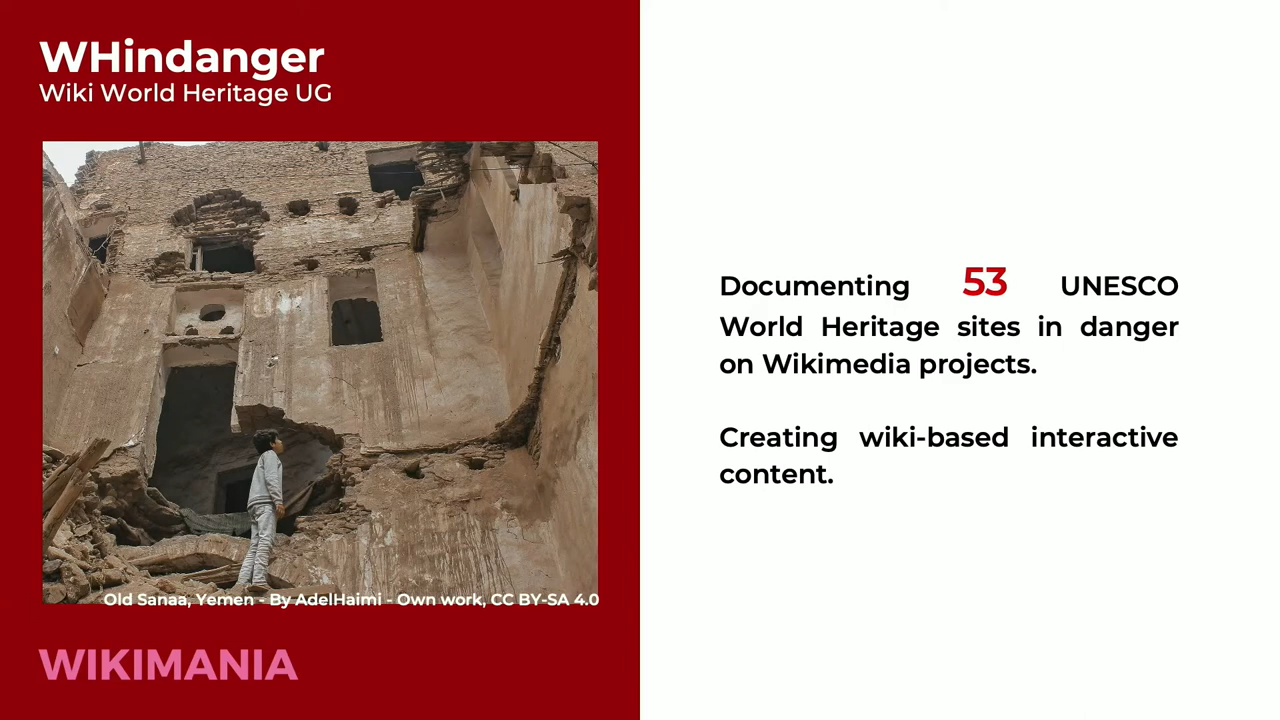 WHindanger
Wiki World Heritage UG
Old Sanaa, Yemen - By AdelHaimi - Own work, CC BY-SA 4.0
WIKIMANIA
Documenting 53 UNESCO
World Heritage sites in danger
on Wikimedia projects.
Creating wiki-based interactive
content.